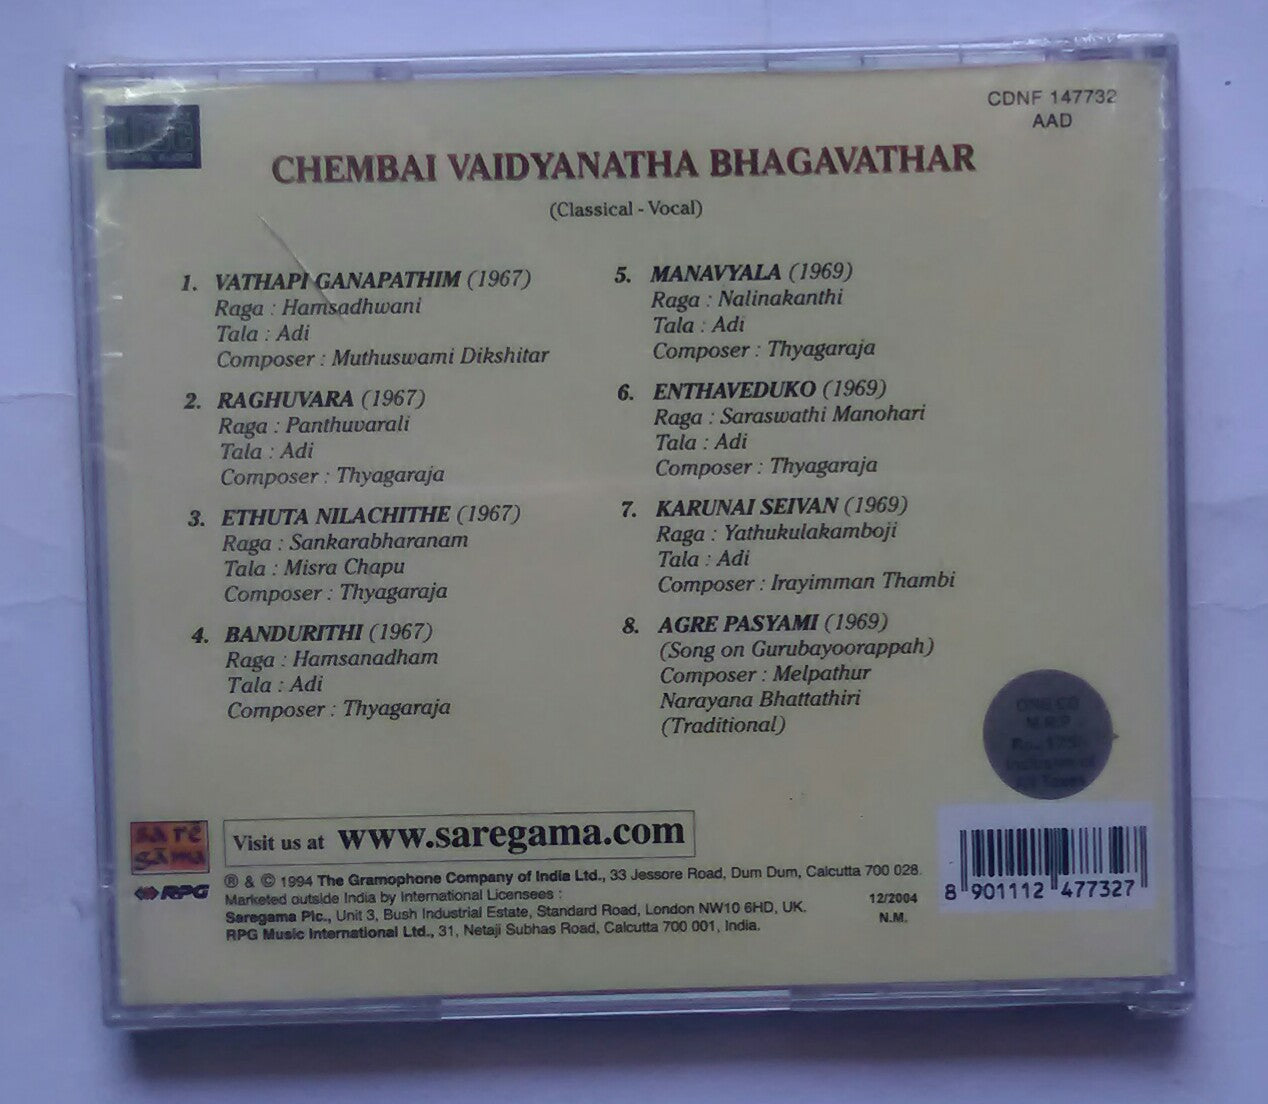 CDNF 147732
AAD
CHEMBAI VAIDYANATHA BHAGAVATHAR
(Classical - Vocal)
1. VATHAPI GANAPATHIM (1967)
Raga : Hamsadhwani
Tala : Adi
Composer : Muthuswami Dikshitar
2. RAGHUVARA (1967)
Raga : Panthuvarali
Tala : Adi
Composer : Thyagaraja
3. ETHUTA NILACHITHE (1967)
Raga : Sankarabharanam
Tala : Misra Chapu
Composer : Thyagaraja
4. BANDURITHI (1967)
Raga : Hamsanadham
Tala : Adi
Composer : Thyagaraja
5. MANAVYALA (1969)
Raga : Nalinakanthi
Tala : Adi
Composer : Thyagaraja
6. ENTHAVEDUKO (1969)
Raga : Saraswathi Manohari
Tala : Adi
Composer : Thyagaraja
7. KARUNAI SEIVAN (1969)
Raga : Yathukulakamboji
Tala : Adi
Composer : Irayimman Thambi
8. AGRE PASYAMI (1969)
(Song on Gurubayoorappah)
Composer : Melpathur
Narayana Bhattathiri
(Traditional)
ONE CD
M.R.P.
sa rē
gāma
RPG
Visit us at www.saregama.com
℗ & © 1994 The Gramophone Company of India Ltd., 33 Jessore Road, Dum Dum, Calcutta 700 028.
Marketed outside India by International Licensees :
Saregama Plc., Unit 3, Bush Industrial Estate, Standard Road, London NW10 6HD, UK.
RPG Music International Ltd., 31, Netaji Subhas Road, Calcutta 700 001, India.
12/2004
N.M.
8 901112 477327